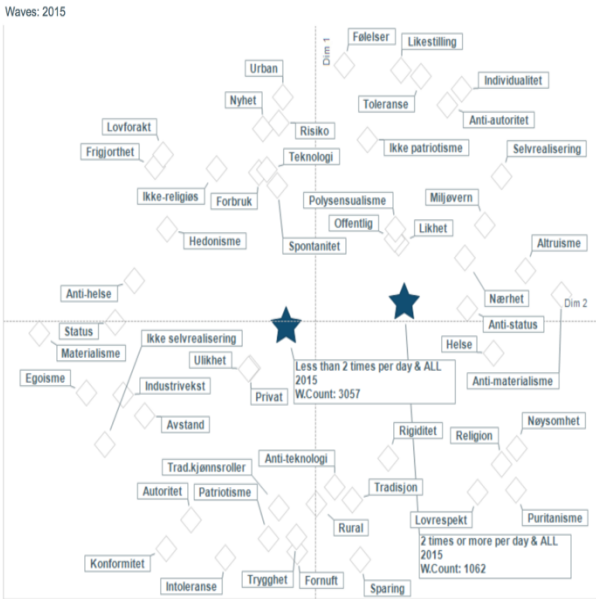 Waves: 2015
Dim 1
Følelser
Likestilling
Urban
Individualitet
Nyhet
Toleranse
Anti-autoritet
Lovforakt
Risiko
Ikke patriotisme
Selvrealisering
Frigjorthet
Teknologi
Ikke-religiøs
Forbruk
Polysensualisme
Miljøvern
Offentlig
Likhet
Hedonisme
Spontanitet
Altruisme
Anti-helse
Nærhet
Dim 2
Status
Ikke selvrealisering
Anti-status
Materialisme
Helse
Ulikhet
Less than 2 times per day & ALL
2015
W.Count: 3057
Egoisme
Industrivekst
Privat
Anti-materialisme
Avstand
Nøysomhet
Rigiditet
Religion
Anti-teknologi
Trad.kjønnsroller
Autoritet
Patriotisme
Tradisjon
Lovrespekt
Puritanisme
Rural
2 times or more per day & ALL
2015
W.Count: 1062
Konformitet
Intoleranse
Trygghet
Fornuft
Sparing